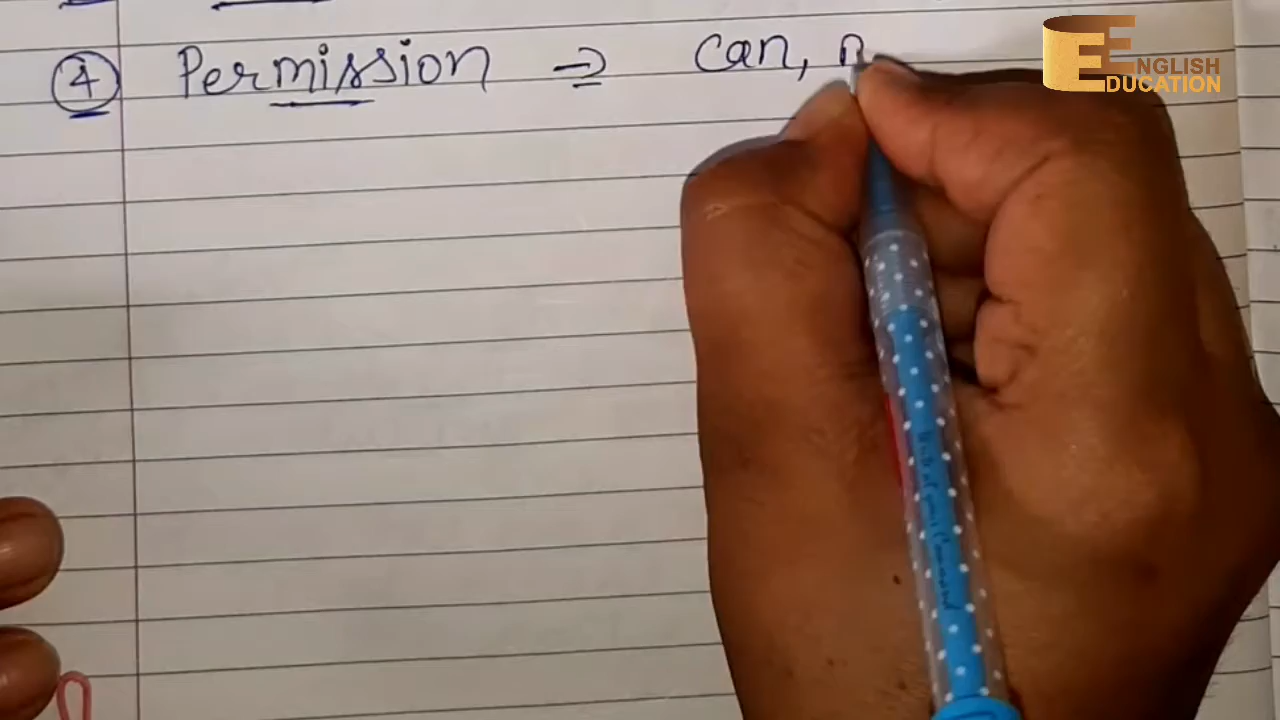 ④ Permission ⇒ Can,
ENGLISH
EDUCATION